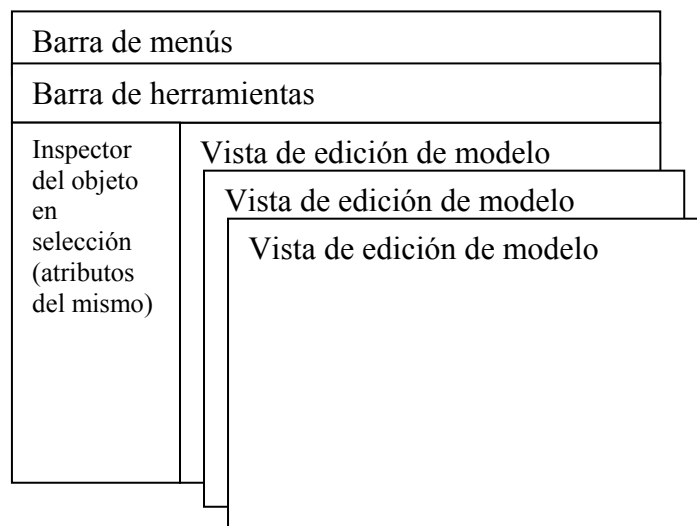 Barra de menús
Barra de herramientas
Inspector
del objeto
en
selección
(atributos
del mismo)
Vista de edición de modelo
Vista de edición de modelo
Vista de edición de modelo